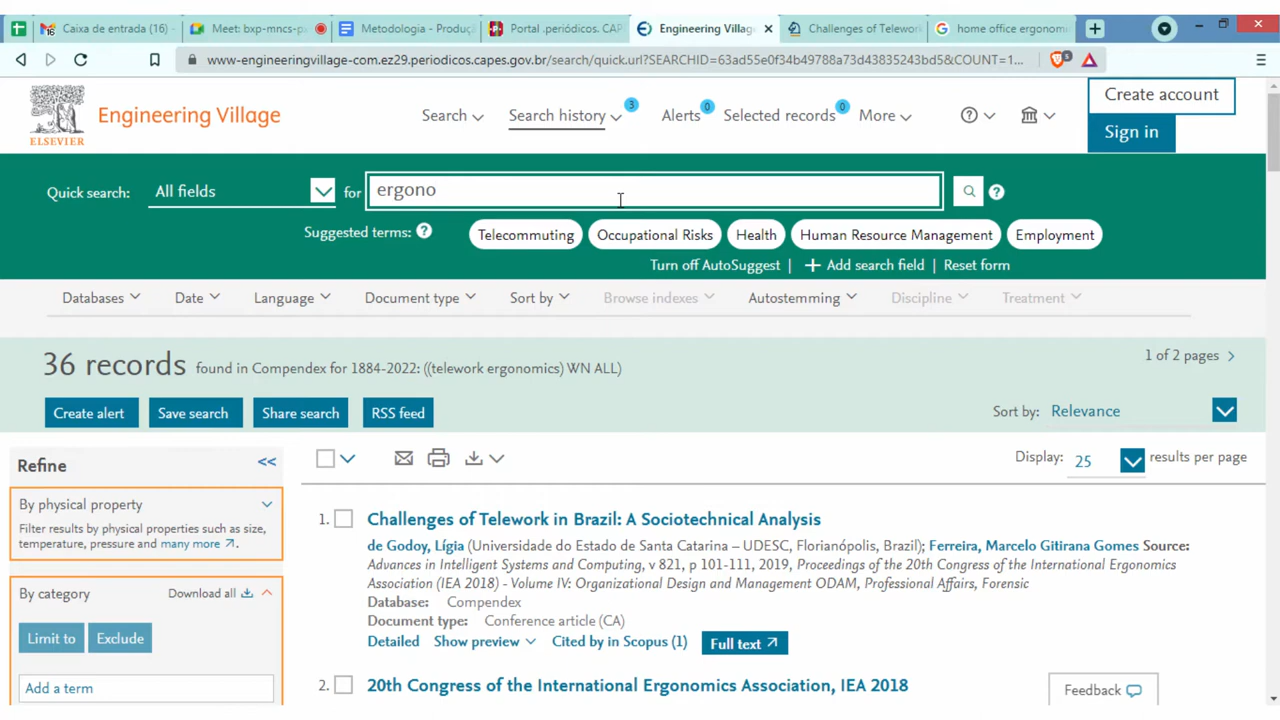 Caixa de entrada (16)
Meet: bxp-mncs-p
Metodologia - Produç
Portal .periódicos. CAP
Engineering Villag
Challenges of Telework
home office ergonomi
www-engineeringvillage-com.ez29.periodicos.capes.gov.br/search/quick.url?SEARCHID=63ad55e0f34b49788a73d43835243bd5&COUNT=1...
5
ELSEVIER
Engineering Village
Search
Search history 3
Alerts 0
Selected records 0
More
Create account
Sign in
Quick search: All fields for ergono
Suggested terms: ? Telecommuting Occupational Risks Health Human Resource Management Employment
Turn off AutoSuggest | + Add search field | Reset form
Databases Date Language Document type Sort by Browse indexes Autostemming Discipline Treatment
36 records found in Compendex for 1884-2022: ((telework ergonomics) WN ALL)
1 of 2 pages >
Create alert Save search Share search RSS feed
Sort by: Relevance
Refine <<
Display: 25 results per page
By physical property
Filter results by physical properties such as size,
temperature, pressure and many more ↗.
By category Download all
Limit to Exclude
Add a term
1. Challenges of Telework in Brazil: A Sociotechnical Analysis
de Godoy, Lígia (Universidade do Estado de Santa Catarina – UDESC, Florianópolis, Brazil); Ferreira, Marcelo Gitirana Gomes Source:
Advances in Intelligent Systems and Computing, v 821, p 101-111, 2019, Proceedings of the 20th Congress of the International Ergonomics
Association (IEA 2018) - Volume IV: Organizational Design and Management ODAM, Professional Affairs, Forensic
Database: Compendex
Document type: Conference article (CA)
Detailed Show preview Cited by in Scopus (1) Full text ↗
2. 20th Congress of the International Ergonomics Association, IEA 2018
Feedback